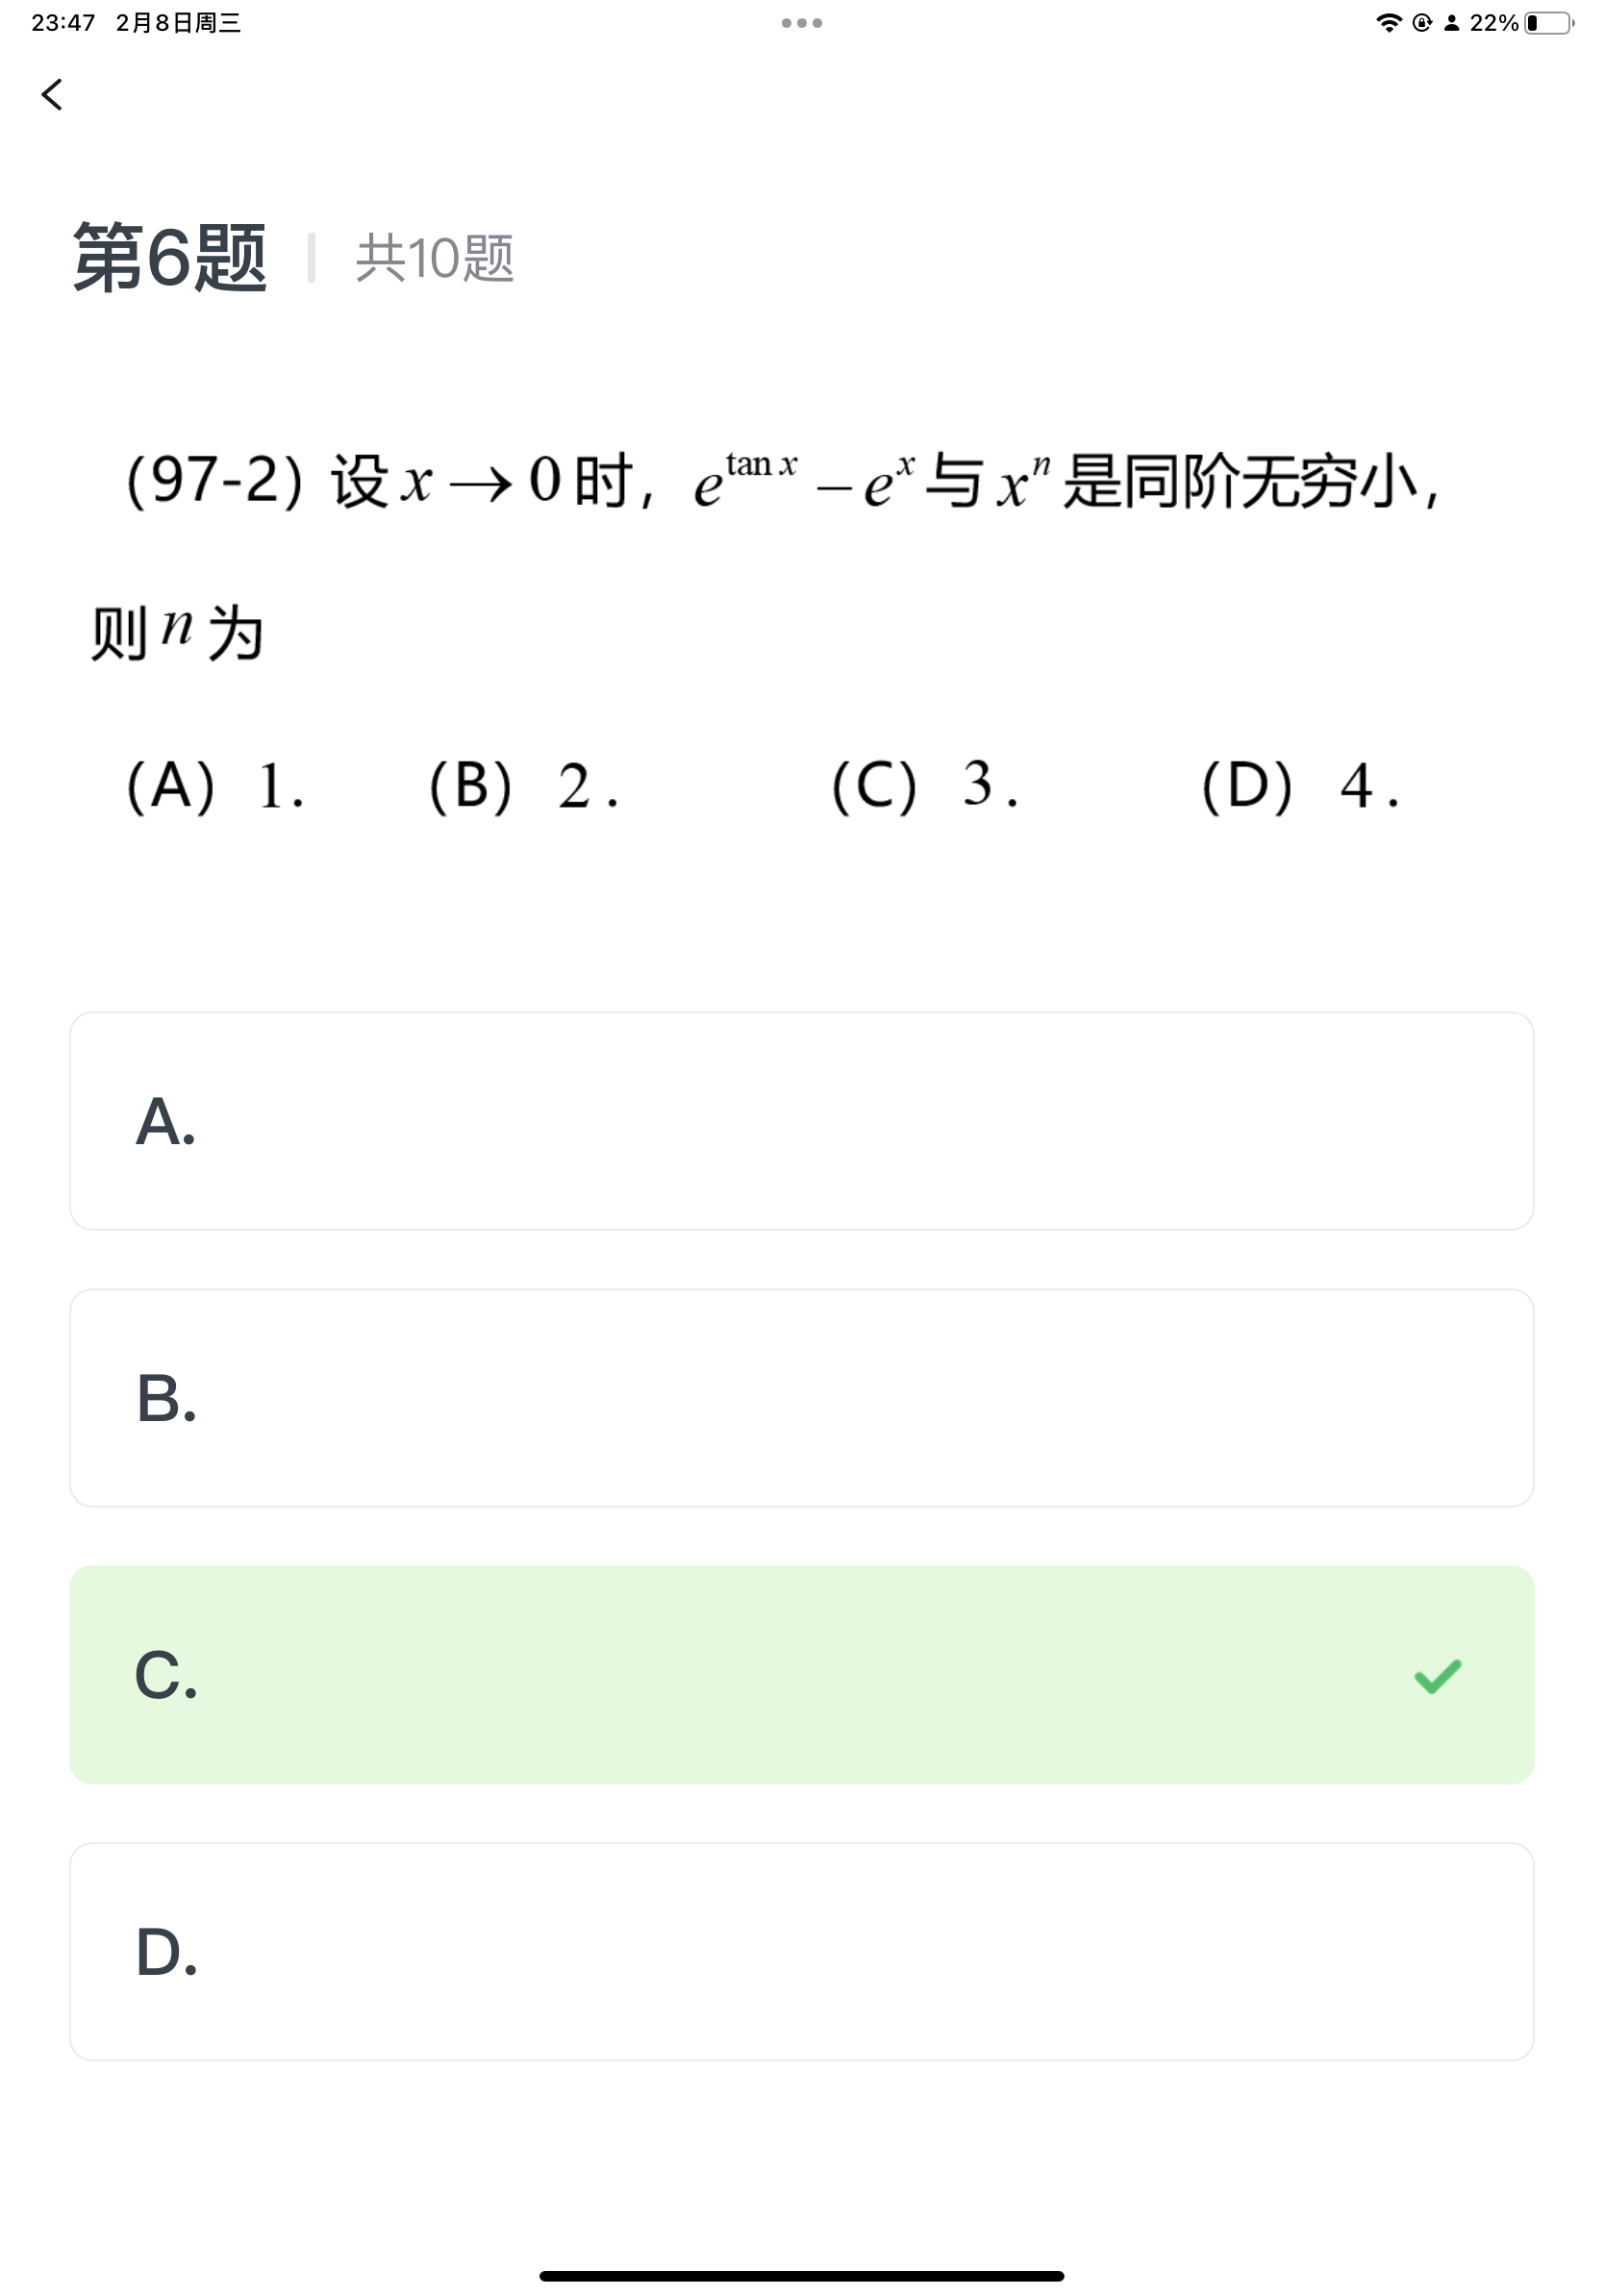 23:47 2月8日周三 22%
第6题 共10题
(97-2) 设 x → 0 时, e^{tan x} − e^x 与 x^n 是同阶无穷小,
则 n 为
(A) 1. (B) 2. (C) 3. (D) 4.
A.
B.
C.
D.